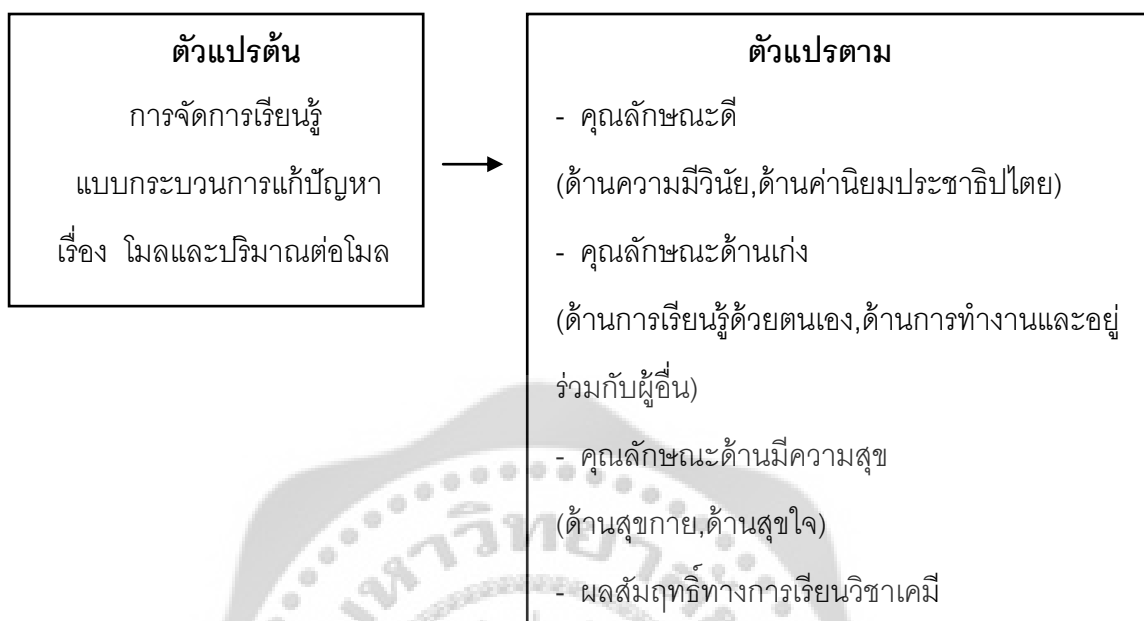 ตัวแปรต้น
การจัดการเรียนรู้
แบบกระบวนการแก้ปัญหา
เรื่อง โมลและปริมาณต่อโมล
ตัวแปรตาม
- คุณลักษณะดี
(ด้านความมีวินัย,ด้านค่านิยมประชาธิปไตย)
- คุณลักษณะด้านเก่ง
(ด้านการเรียนรู้ด้วยตนเอง,ด้านการทำงานและอยู่
ร่วมกับผู้อื่น)
- คุณลักษณะด้านมีความสุข
(ด้านสุขกาย,ด้านสุขใจ)
- ผลสัมฤทธิ์ทางการเรียนวิชาเคมี